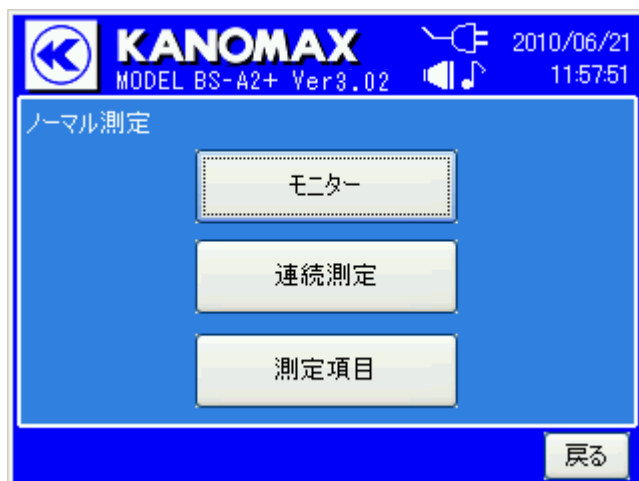 KANOMAX
MODEL BS-A2+ Ver3.02
2010/06/21
11:57:51
ノーマル測定
モニター
連続測定
測定項目
戻る